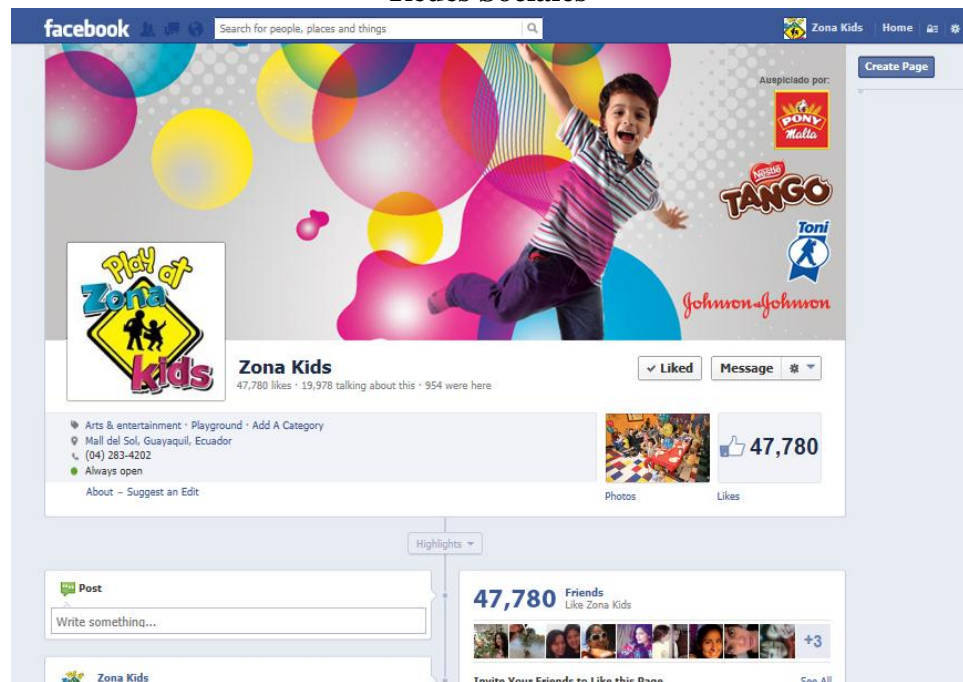 Redes Sociales
facebook
Search for people, places and things
Zona Kids Home
Create Page
Auspiciado por:
PONY
Malta
Nestlé
TANGO
Toni
Johnson & Johnson
Play at
Zona
kids
Zona Kids
47,780 likes · 19,978 talking about this · 954 were here
✓ Liked
Message
Arts & entertainment · Playground · Add A Category
Mall del Sol, Guayaquil, Ecuador
(04) 283-4202
Always open
About – Suggest an Edit
47,780
Photos
Likes
Highlights
Post
Write something...
47,780 Friends
Like Zona Kids
+3
Zona Kids
Invite Your Friends to Like this Page
See All